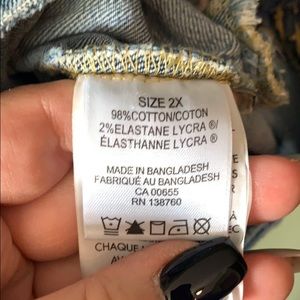 SIZE 2X
98%COTTON/COTON
2%ELASTANE LYCRA ®/
ÉLASTHANNE LYCRA ®
MADE IN BANGLADESH
FABRIQUÉ AU BANGLADESH
CA 00655
RN 138760
CHAQUE